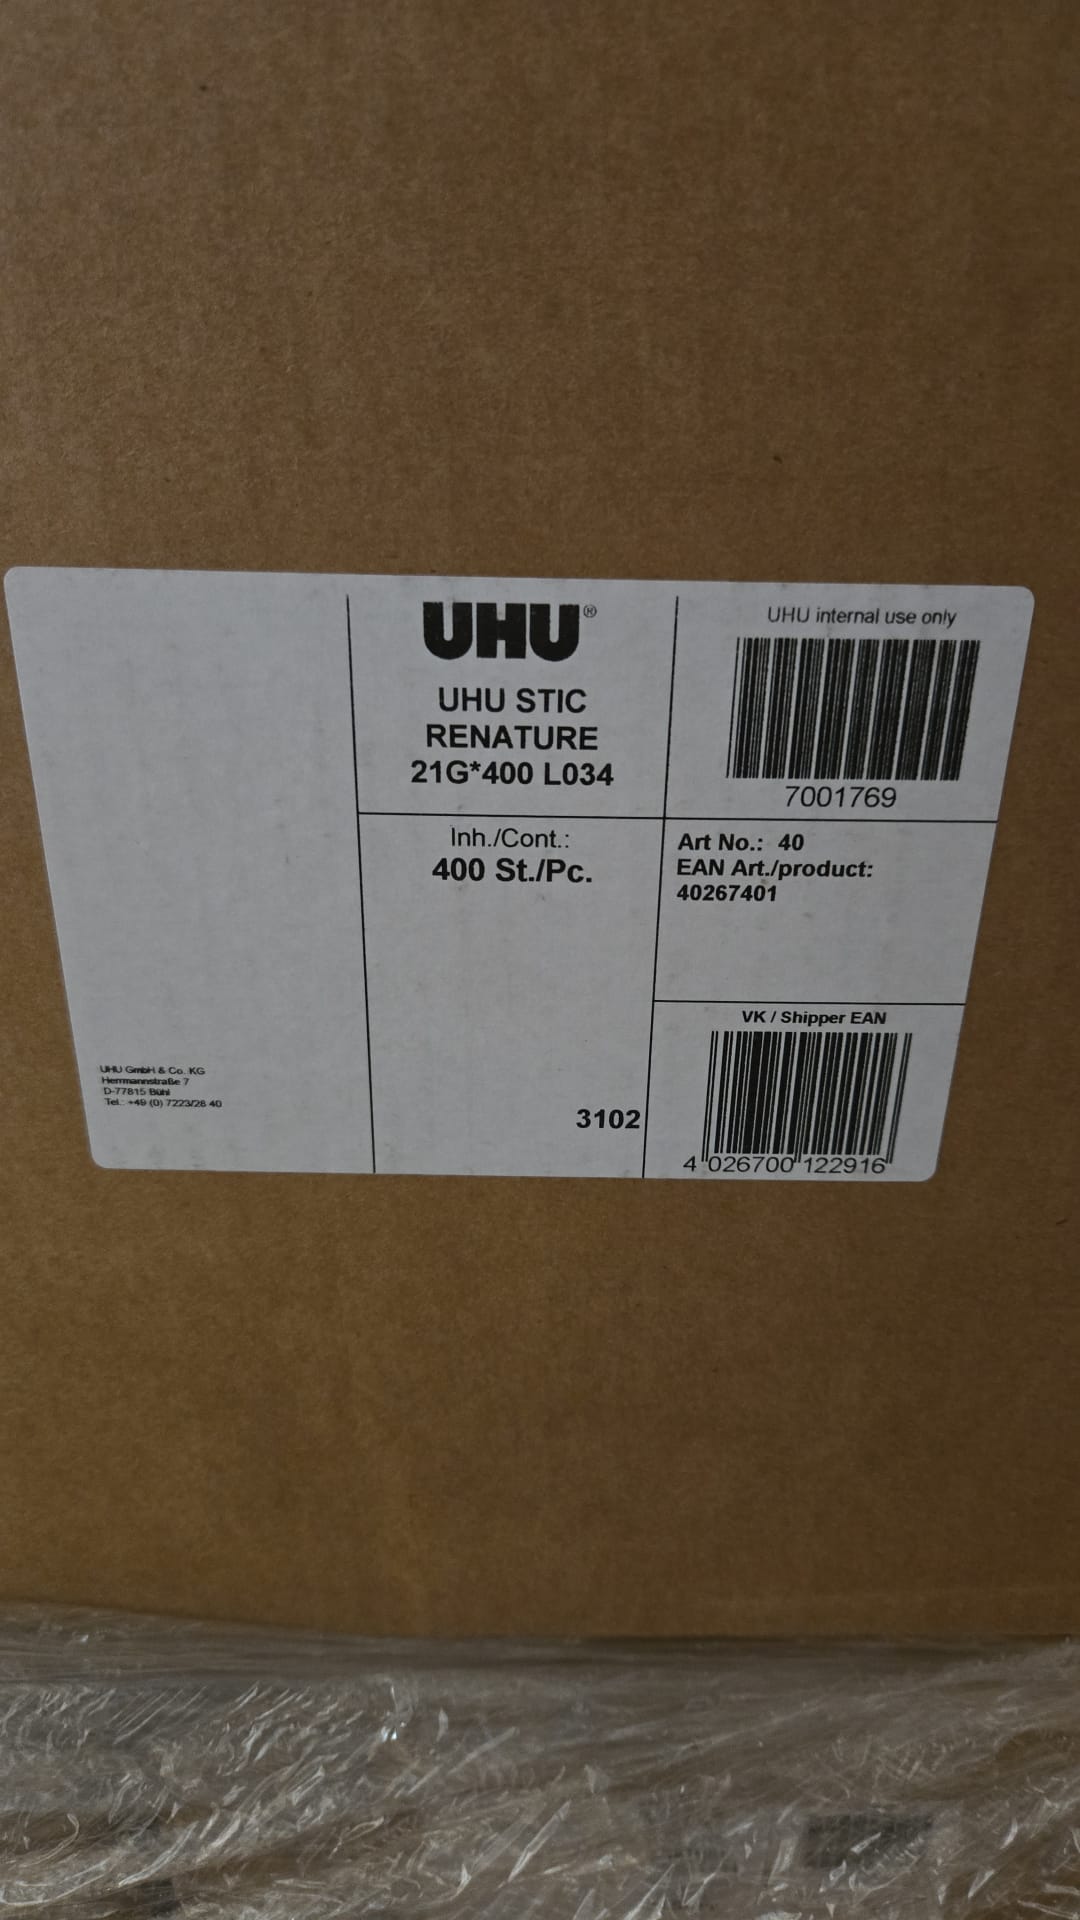 UHU®
UHU STIC
RENATURE
21G*400 L034
UHU internal use only
7001769
Inh./Cont.:
400 St./Pc.
Art No.: 40
EAN Art./product:
40267401
VK / Shipper EAN
4 026700 122916
3102
UHU GmbH & Co. KG
Herrmannstraße 7
D-77815 Bühl
Tel.: +49 (0) 7223/28 40